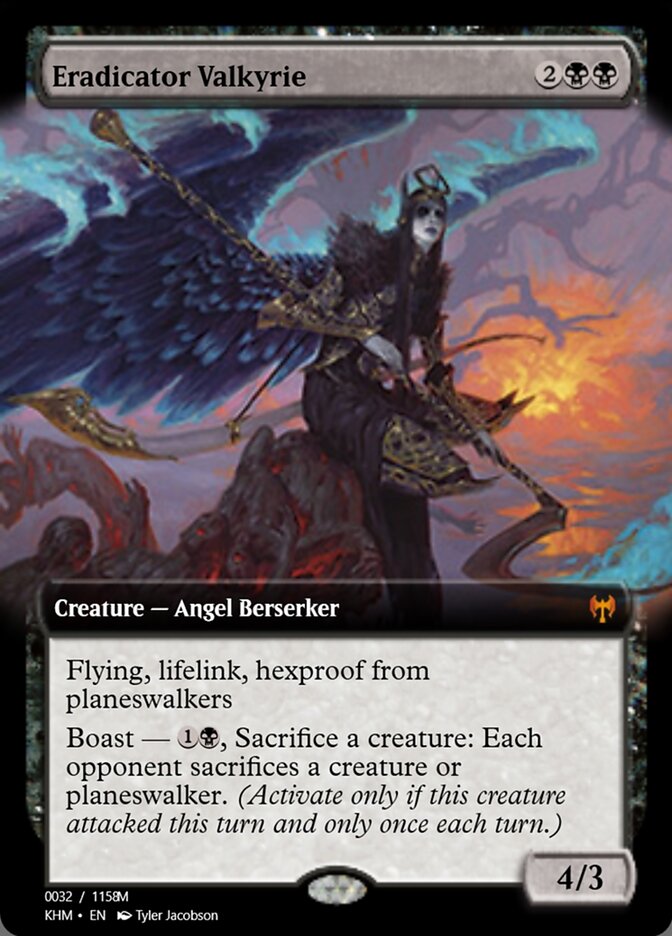 Eradicator Valkyrie 2
Creature — Angel Berserker
Flying, lifelink, hexproof from
planeswalkers
Boast — 1, Sacrifice a creature: Each
opponent sacrifices a creature or
planeswalker. (Activate only if this creature
attacked this turn and only once each turn.)
4/3
0032 / 1158M
KHM • EN Tyler Jacobson